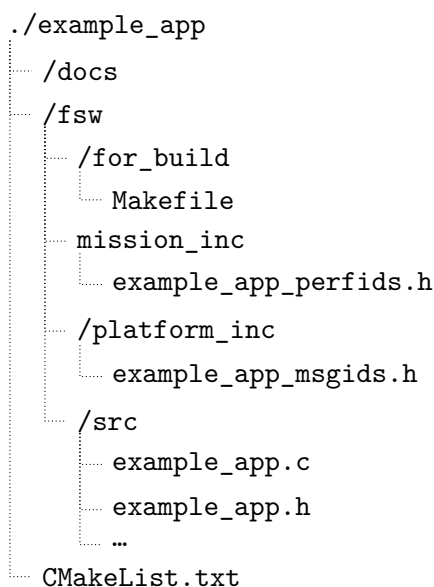 ./example_app
/docs
/fsw
/for_build
Makefile
mission_inc
example_app_perfids.h
/platform_inc
example_app_msgids.h
/src
example_app.c
example_app.h
…
CMakeList.txt